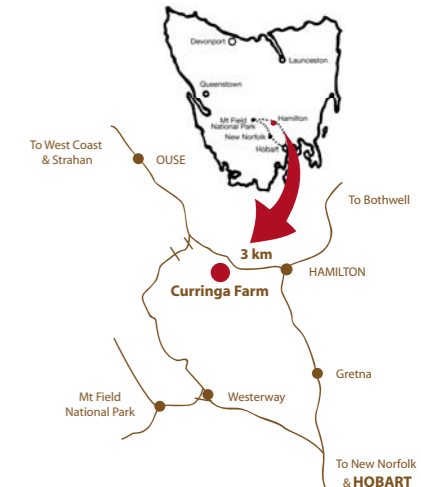 Devonport
Launceston
Queenstown
Mt Field
National Park
Hamilton
New Norfolk
Hobart
To West Coast
& Strahan
OUSE
To Bothwell
3 km
HAMILTON
Curringa Farm
Gretna
Mt Field
National Park
Westerway
To New Norfolk
& HOBART